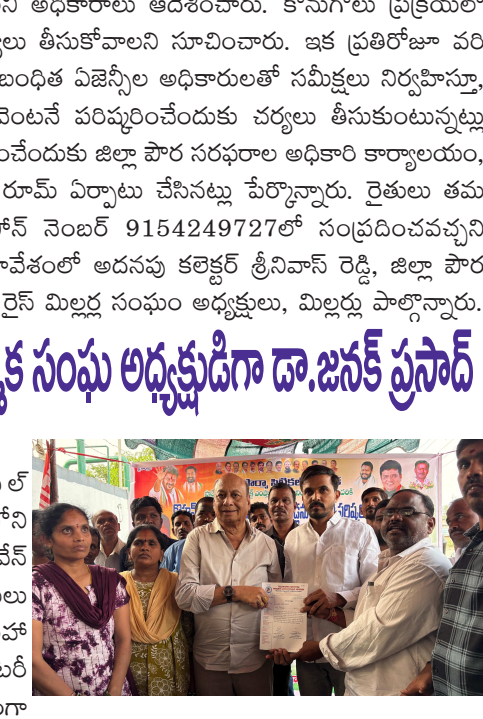 ని అధికారులు ఆదేశించారు. కొనుగోలు ప్రక్రియలో
లు తీసుకోవాలని సూచించారు. ఇక ప్రతిరోజూ వరి
బంధిత ఏజెన్సీల అధికారులతో సమీక్షలు నిర్వహిస్తూ,
వెంటనే పరిష్కరించేందుకు చర్యలు తీసుకుంటున్నట్లు
ంచేందుకు జిల్లా పౌర సరఫరాల అధికారి కార్యాలయం,
రూమ్ ఏర్పాటు చేసినట్లు పేర్కొన్నారు. రైతులు తమ
ోన్ నెంబర్ 9154249727లో సంప్రదించవచ్చని
ావేశంలో అదనపు కలెక్టర్ శ్రీనివాస్ రెడ్డి, జిల్లా పౌర
రైస్ మిల్లర్ల సంఘం అధ్యక్షులు, మిల్లర్లు పాల్గొన్నారు.
్మిక సంఘ అధ్యక్షుడిగా డా.జనక్ ప్రసాద్
ల్
ోని
వేన్
లు
హా
బరీ
ంగా